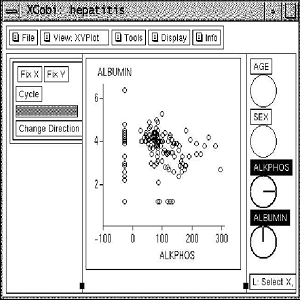 XGobi: hepatitis
File View: XYPlot Tools Display Info
Fix X Fix Y
Cycle
Change Direction
ALBUMIN
6
4
2
-100 0 100 200 300
ALKPHOS
AGE
SEX
ALKPHOS
ALBUMIN
L: Select X,